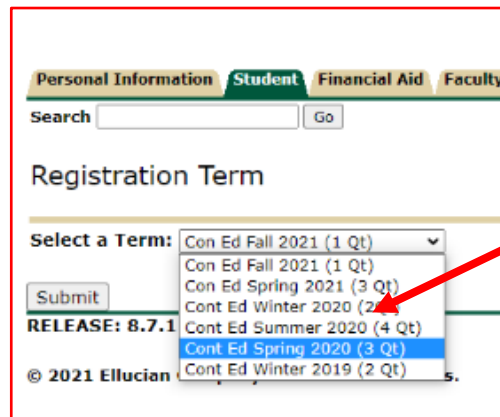 Personal Information Student Financial Aid Faculty
Search Go
Registration Term
Select a Term: Con Ed Fall 2021 (1 Qt)
Con Ed Fall 2021 (1 Qt)
Con Ed Spring 2021 (3 Qt)
Cont Ed Winter 2020
Cont Ed Summer 2020 (4 Qt)
Cont Ed Spring 2020 (3 Qt)
Cont Ed Winter 2019 (2 Qt)
Submit
RELEASE: 8.7.1
© 2021 Ellucian